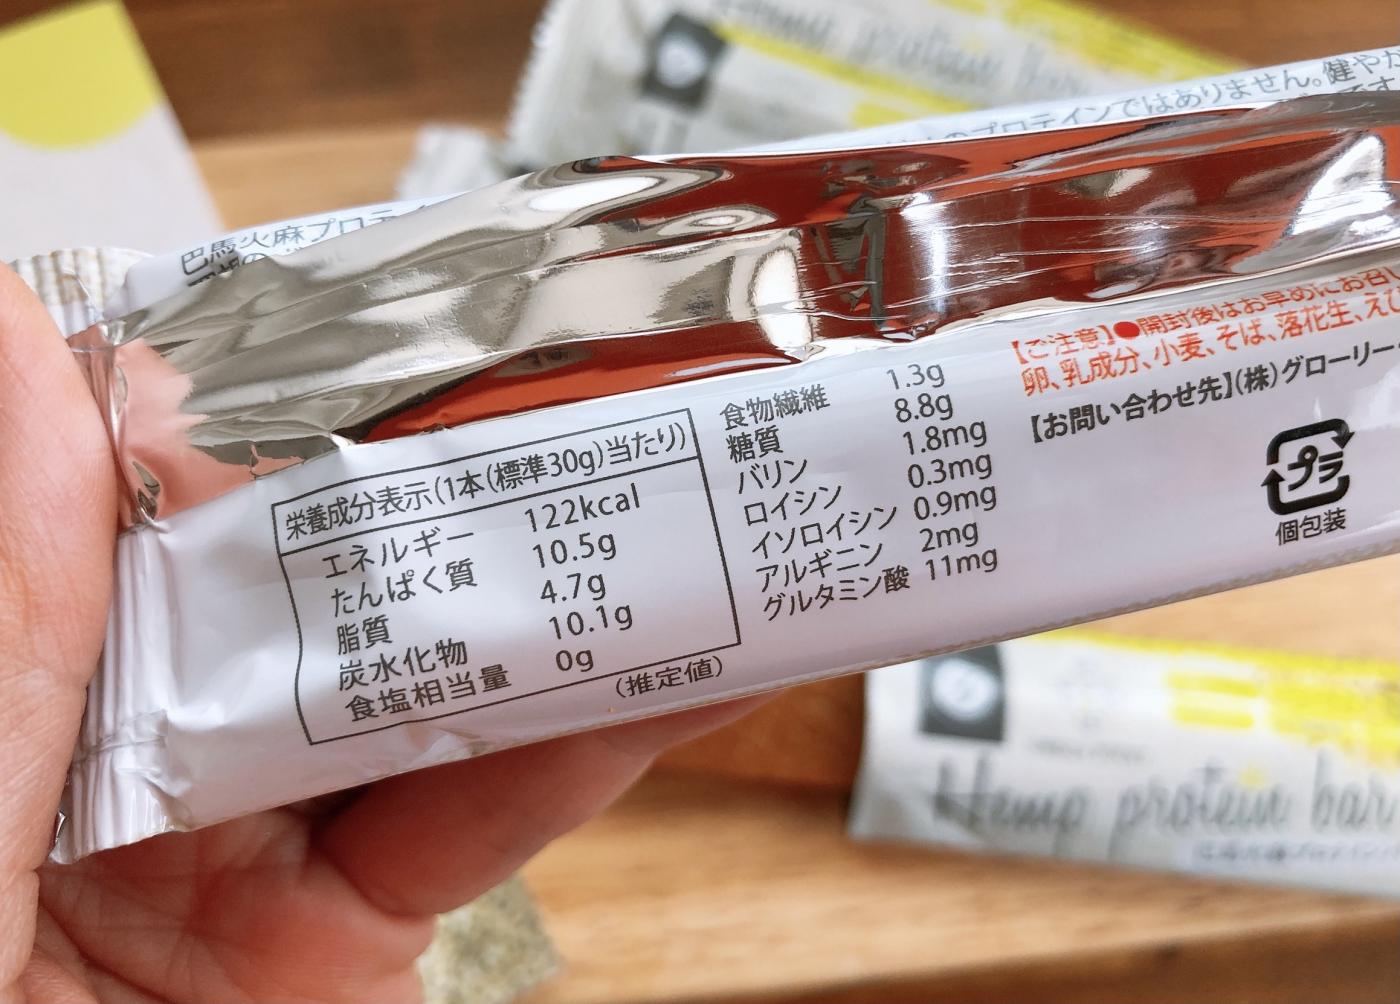 Hemp protein bar
のプロテインではありません。健やか
巴馬火麻プロテイ
栄養成分表示(1本(標準30g)当たり)
エネルギー 122kcal
たんぱく質 10.5g
脂質 4.7g
炭水化物 10.1g
食塩相当量 0g
(推定値)
食物繊維 1.3g
糖質 8.8g
バリン 1.8mg
ロイシン 0.3mg
イソロイシン 0.9mg
アルギニン 2mg
グルタミン酸 11mg
【ご注意】●開封後はお早めにお召し
卵、乳成分、小麦、そば、落花生、え
【お問い合わせ先】(株)グローリー・
プラ
個包装
Hemp protein bar